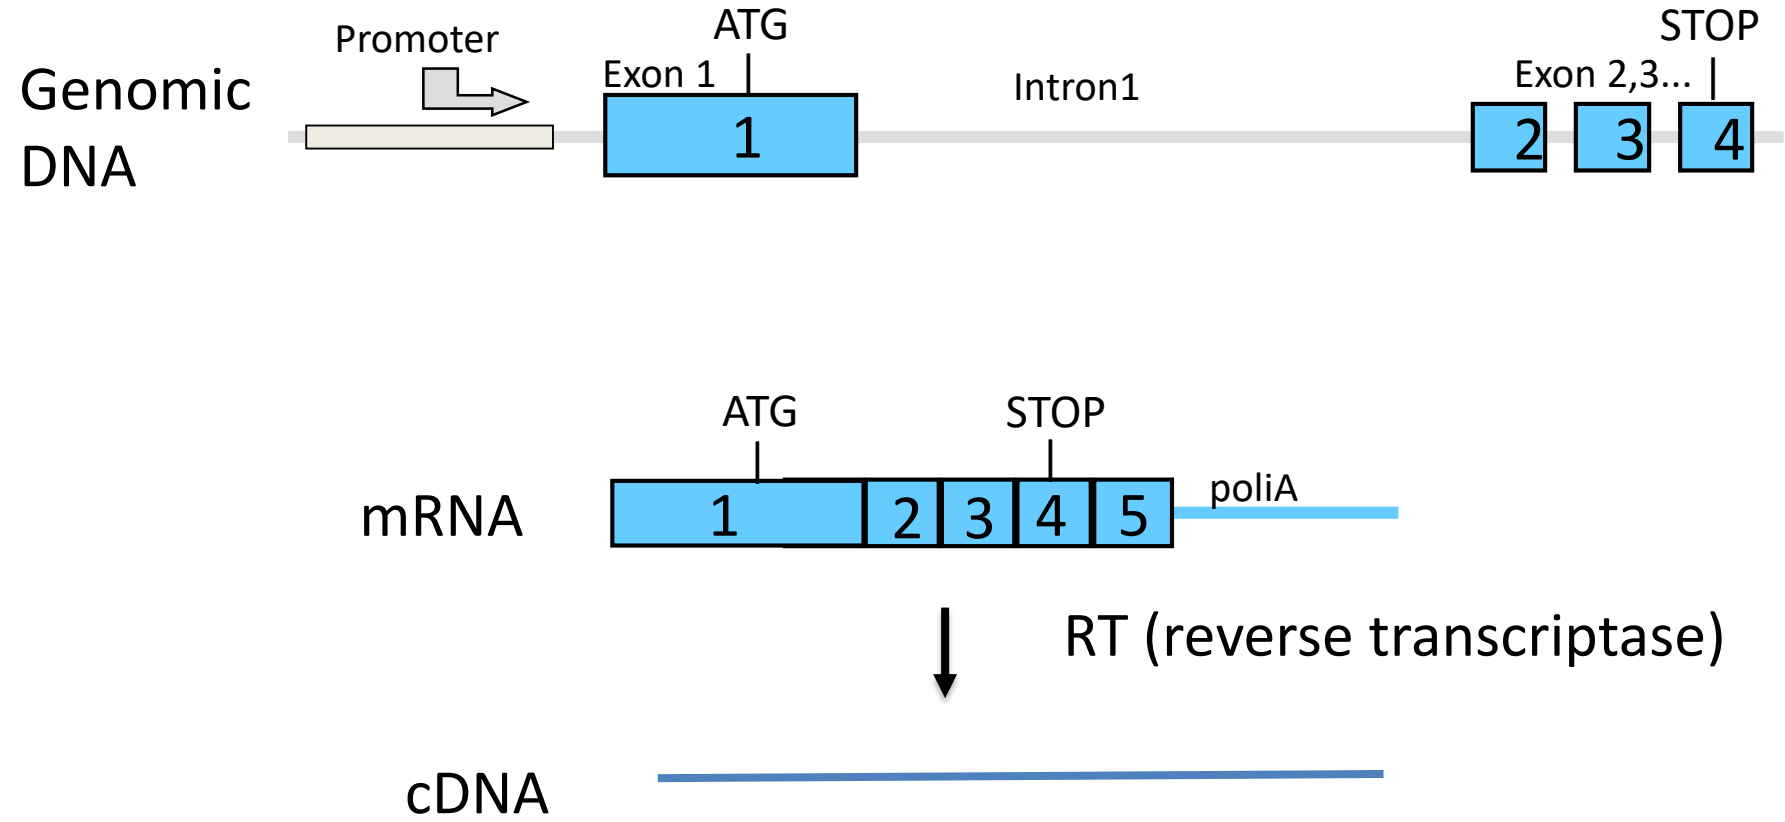 Genomic
DNA
Promoter
Exon 1
ATG
Intron1
Exon 2,3...
STOP
1
2
3
4
mRNA
ATG
STOP
1
2
3
4
5
poliA
RT (reverse transcriptase)
cDNA